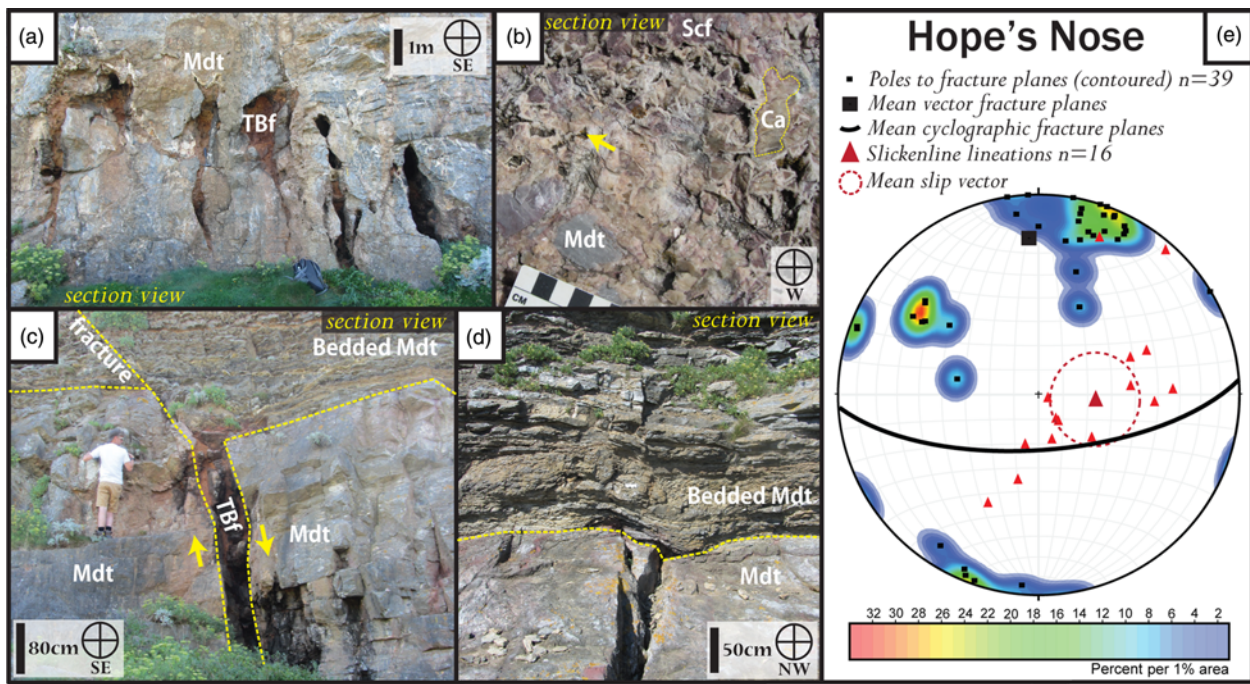 (a)
Mdt
TBf
1m
SE
section view
(b)
section view
Scf
Ca
Mdt
CM
W
(c)
fracture
section view
Bedded Mdt
TBf
Mdt
Mdt
80cm
SE
(d)
section view
Bedded Mdt
Mdt
50cm
NW
(e)
Hope's Nose
Poles to fracture planes (contoured) n=39
Mean vector fracture planes
Mean cyclographic fracture planes
Slickenline lineations n=16
Mean slip vector
32 30 28 26 24 22 20 18 16 14 12 10 8 6 4 2
Percent per 1% area